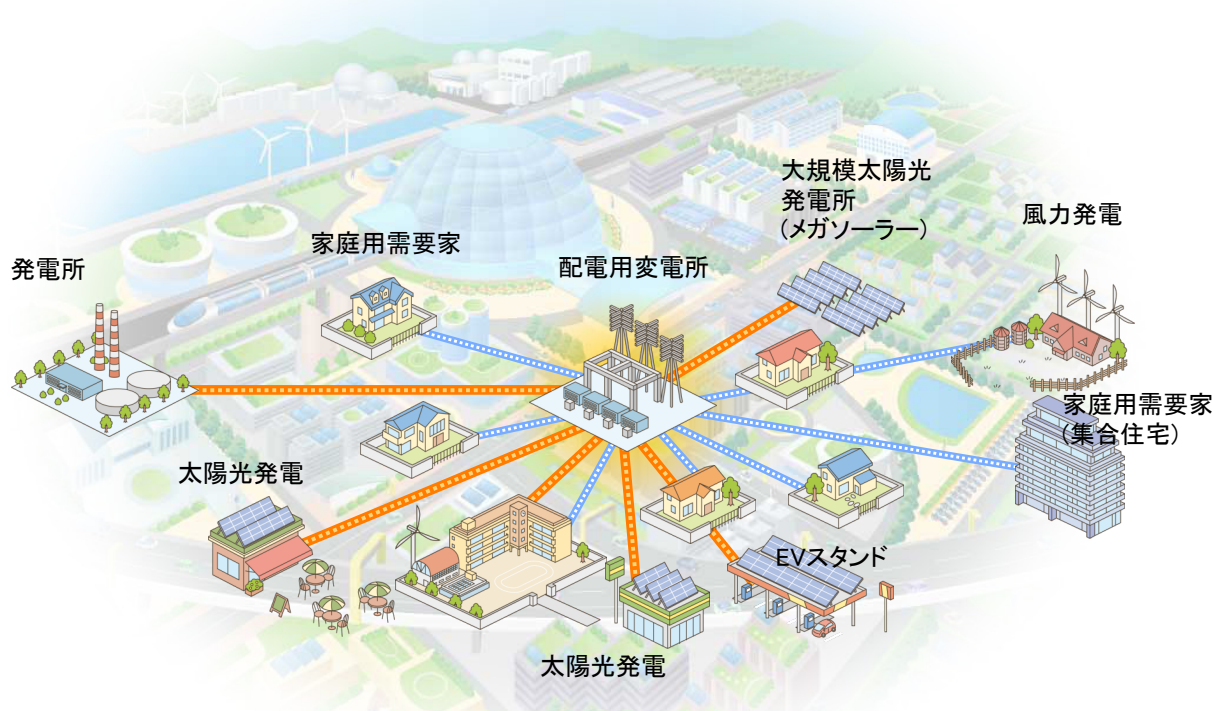 大規模太陽光
発電所
(メガソーラー)
風力発電
家庭用需要家
配電用変電所
発電所
家庭用需要家
(集合住宅)
太陽光発電
EVスタンド
太陽光発電